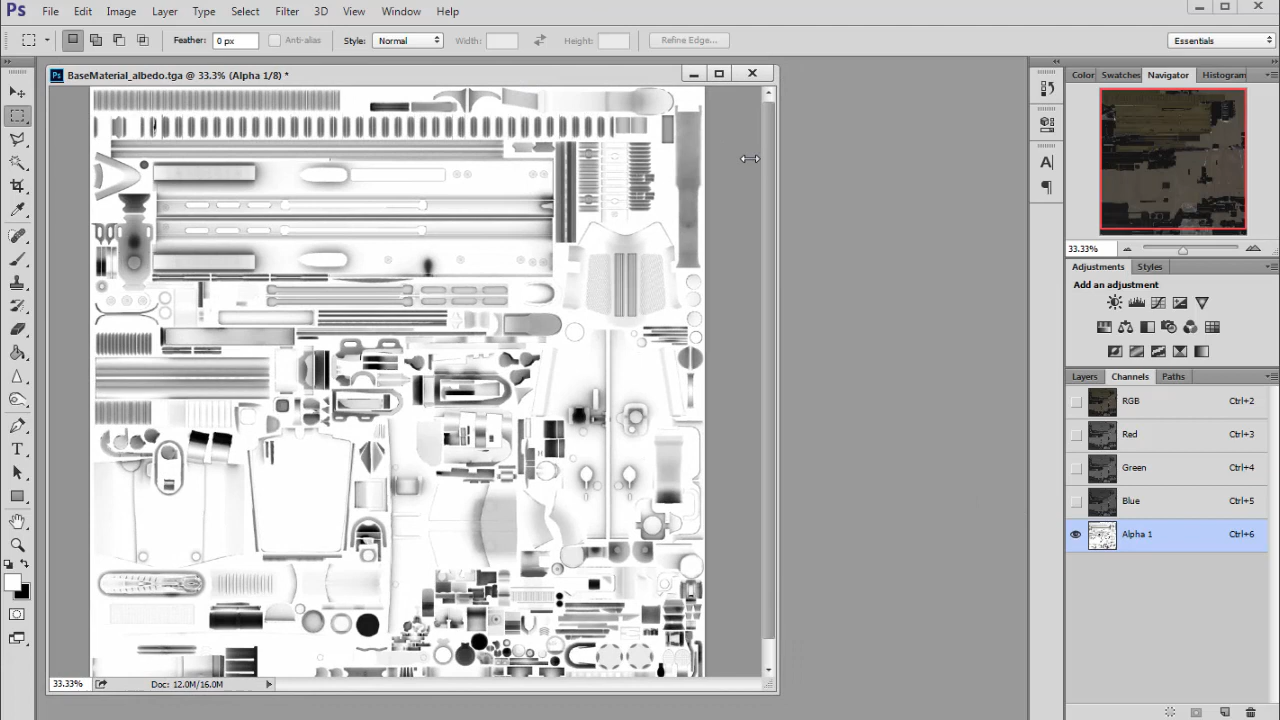 Ps File Edit Image Layer Type Select Filter 3D View Window Help
Feather: 0 px Anti-alias Style: Normal Width: Height: Refine Edge... Essentials
Ps BaseMaterial_albedo.tga @ 33.3% (Alpha 1/8) *
Color Swatches Navigator Histogram
33.33%
Adjustments Styles
Add an adjustment
Layers Channels Paths
RGB Ctrl+2
Red Ctrl+3
Green Ctrl+4
Blue Ctrl+5
Alpha 1 Ctrl+6
33.33% Doc: 12.0M/16.0M